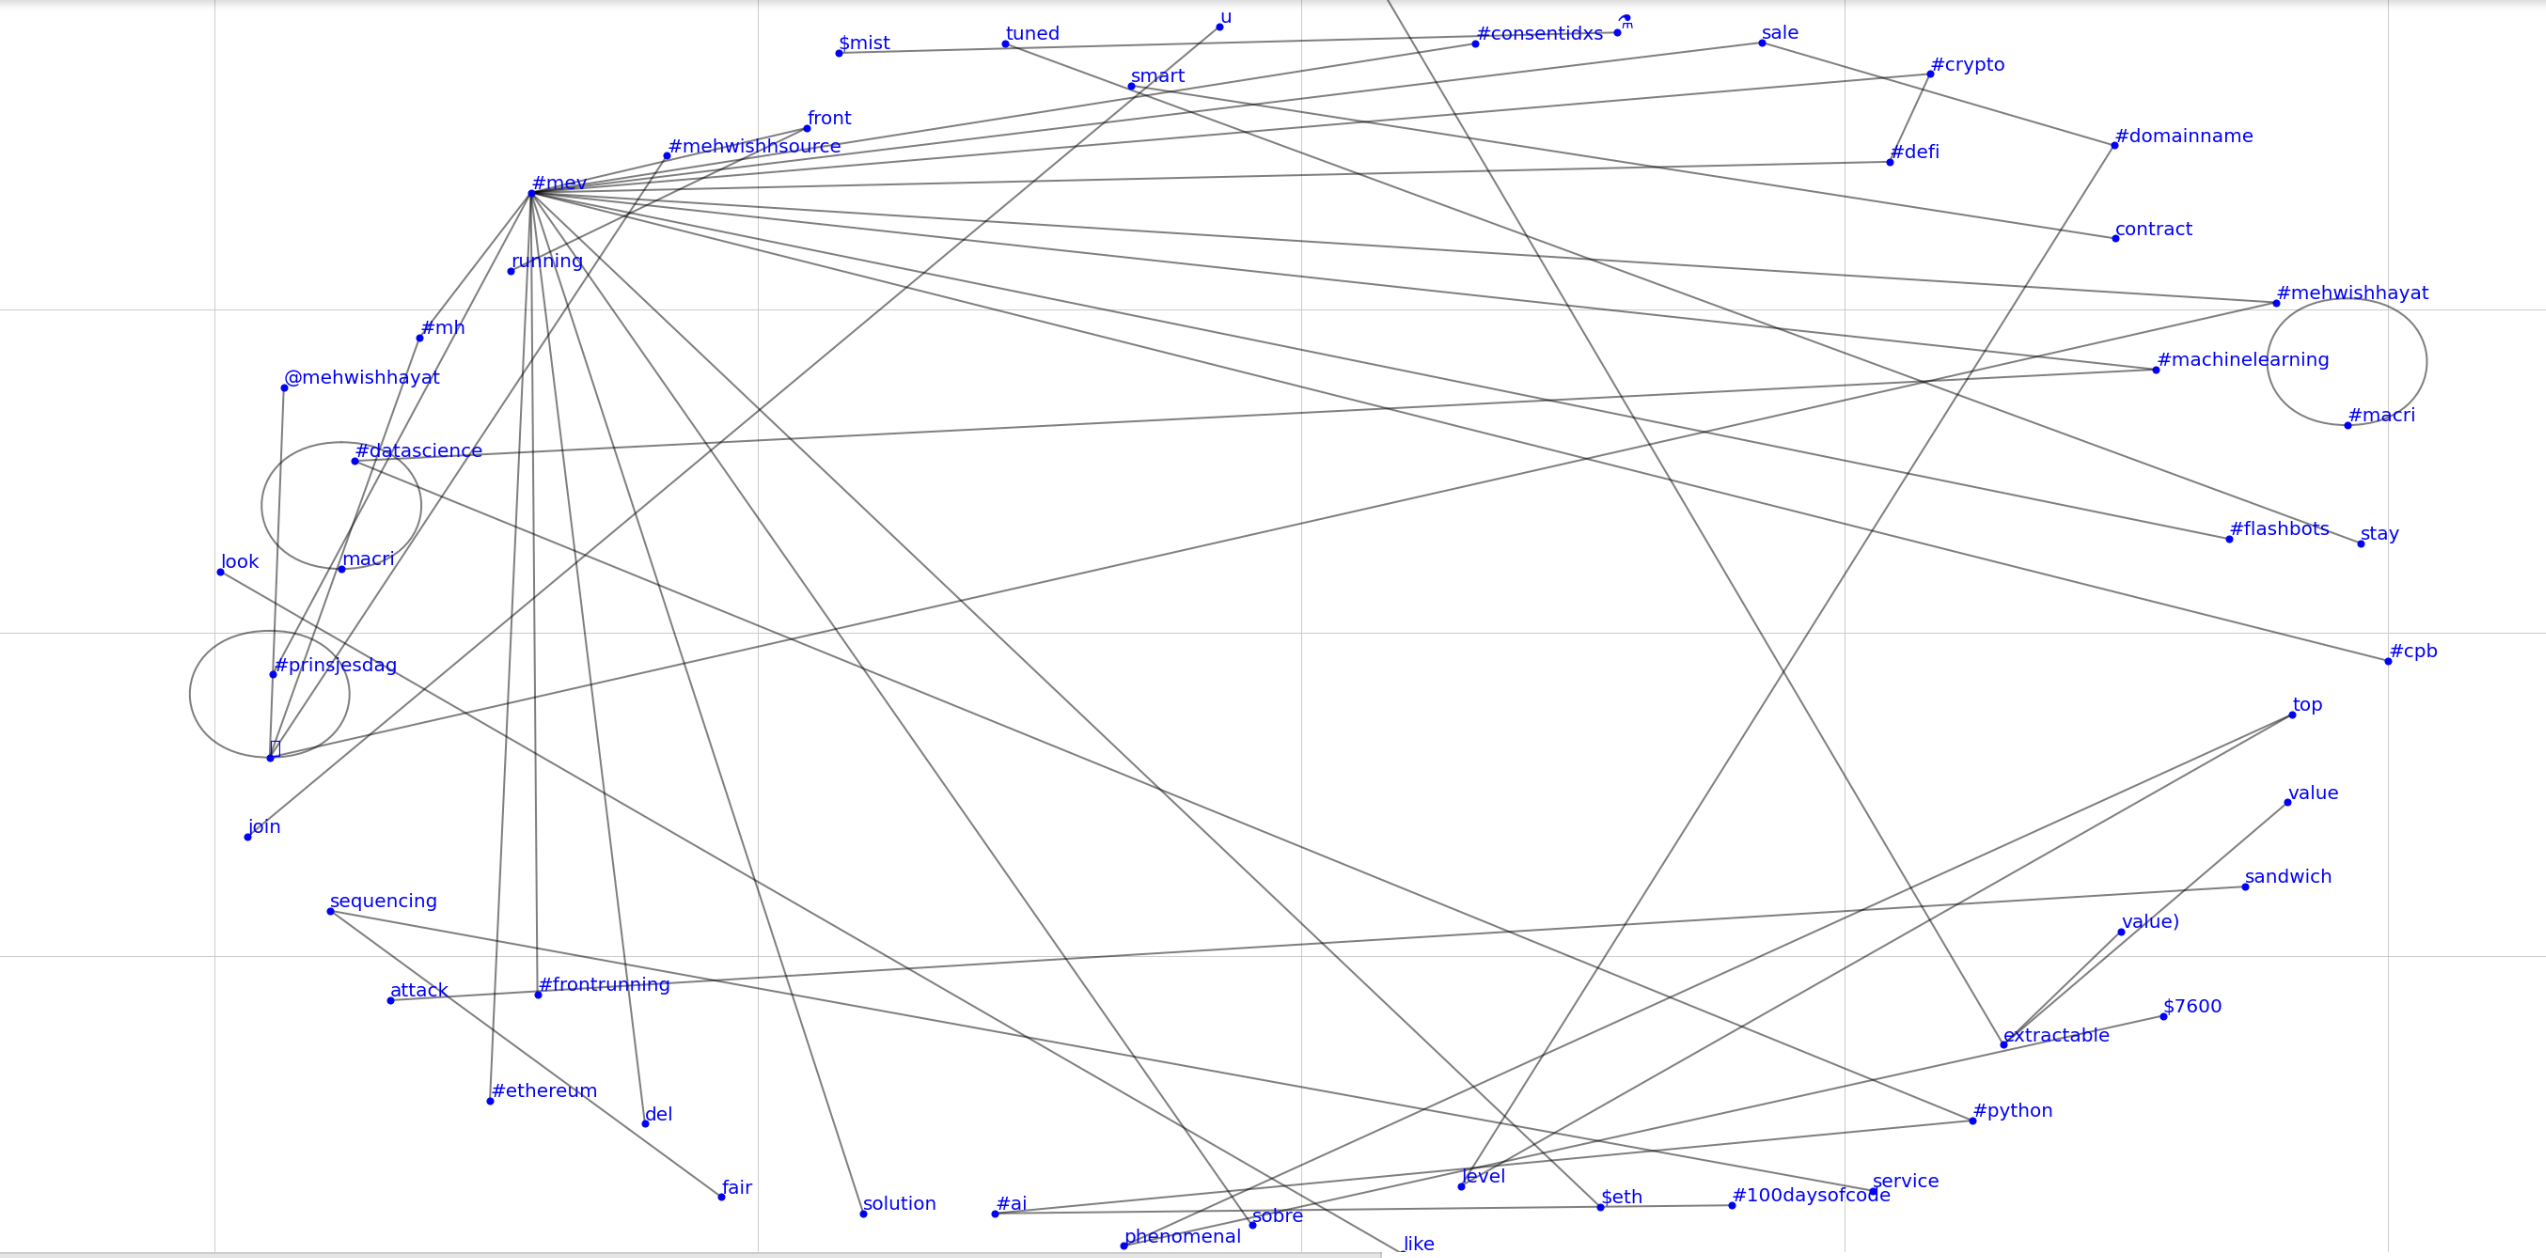 u
⚗
tuned
#consentidxs
sale
$mist
#crypto
smart
front
#domainname
#mehwishhsource
#defi
#mev
contract
running
#mehwishhayat
#mh
#machinelearning
@mehwishhayat
#macri
#datascience
#flashbots
stay
macri
look
#cpb
#prinsjesdag
top
value
join
sandwich
sequencing
value)
#frontrunning
attack
$7600
extractable
#ethereum
#python
del
level
service
fair
#100daysofcode
$eth
solution
#ai
sobre
phenomenal
like